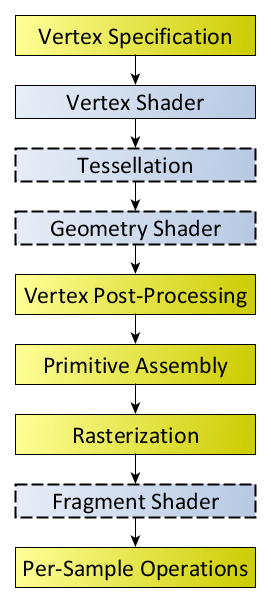 Vertex Specification
Vertex Shader
Tessellation
Geometry Shader
Vertex Post-Processing
Primitive Assembly
Rasterization
Fragment Shader
Per-Sample Operations